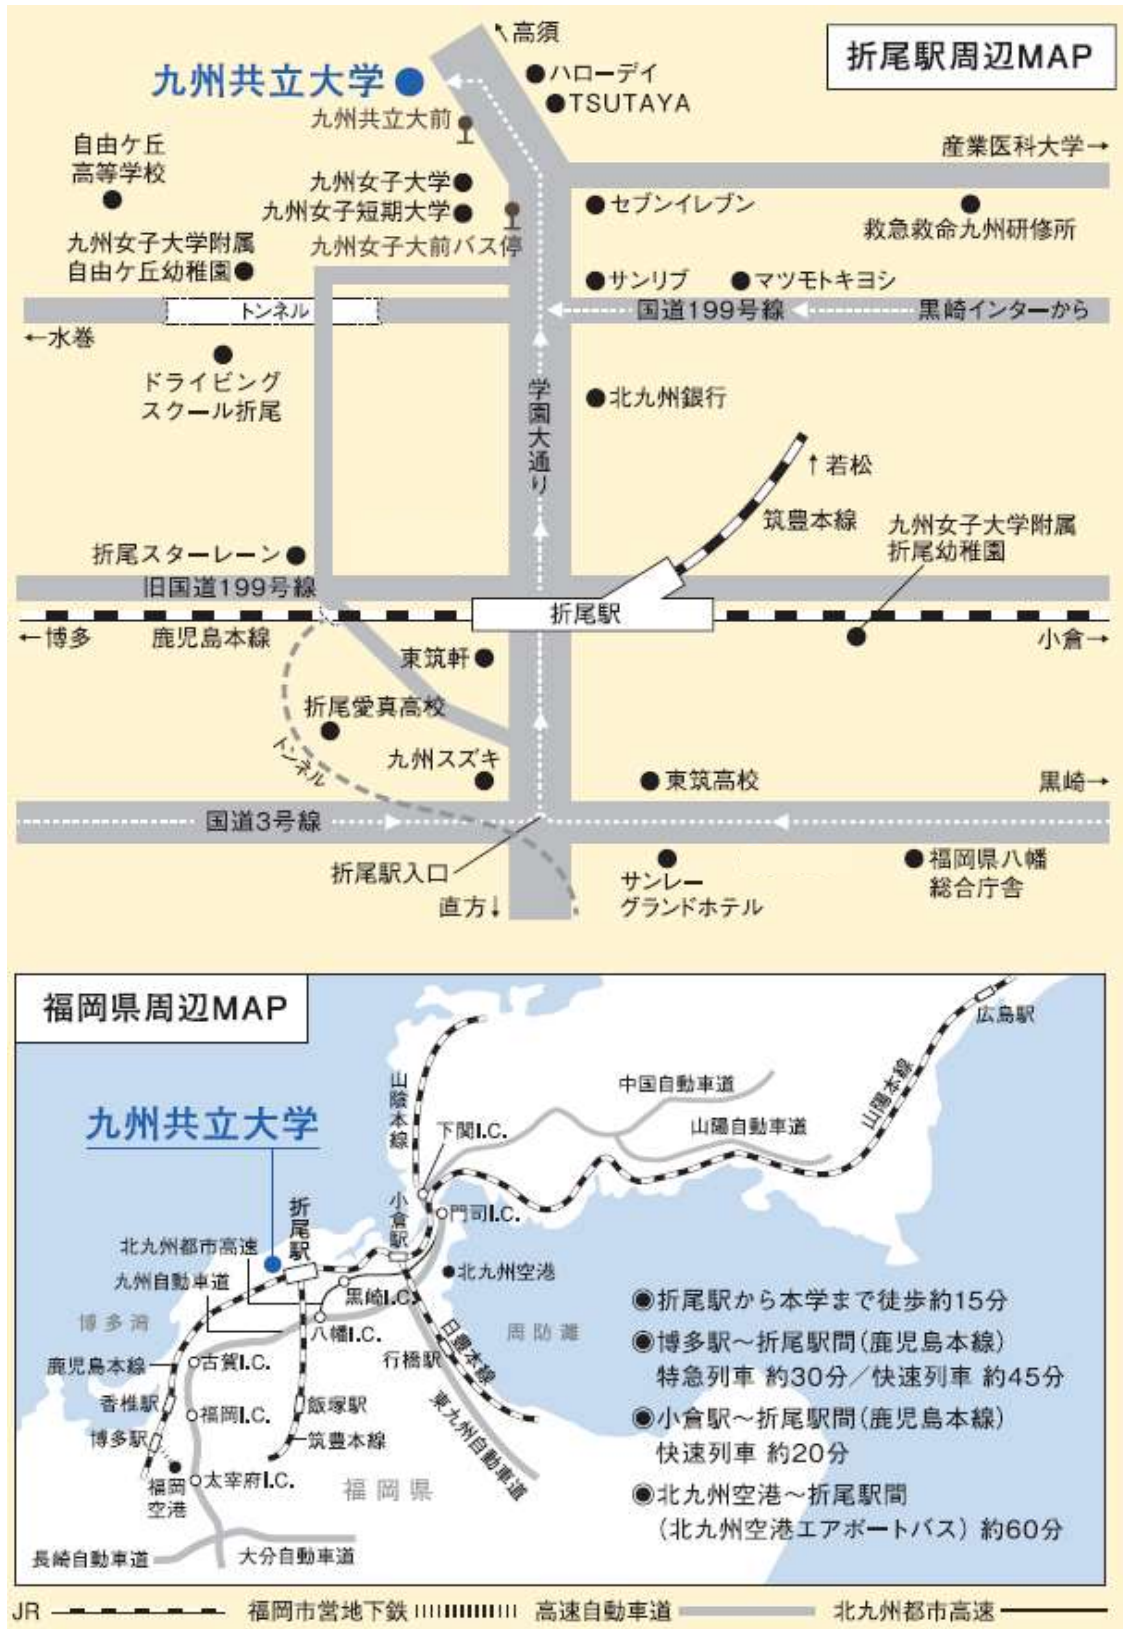 折尾駅周辺MAP
↖高須
九州共立大学
ハローデイ
TSUTAYA
九州共立大前
自由ケ丘
高等学校
産業医科大学→
九州女子大学
九州女子短期大学
九州女子大前バス停
セブンイレブン
救急救命九州研修所
九州女子大学附属
自由ケ丘幼稚園
サンリブ
マツモトキヨシ
トンネル
国道199号線
黒崎インターから
←水巻
ドライビング
スクール折尾
学園大通り
北九州銀行
↑若松
筑豊本線
九州女子大学附属
折尾幼稚園
折尾スターレーン
旧国道199号線
折尾駅
←博多
鹿児島本線
小倉→
東筑軒
折尾愛真高校
トンネル
九州スズキ
東筑高校
黒崎→
国道3号線
折尾駅入口
直方↓
サンレー
グランドホテル
福岡県八幡
総合庁舎
福岡県周辺MAP
広島駅
山陰本線
中国自動車道
山陽本線
九州共立大学
下関I.C.
山陽自動車道
折尾駅
小倉駅
門司I.C.
北九州都市高速
九州自動車道
北九州空港
黒崎I.C.
博多湾
八幡I.C.
周防灘
日豊本線
行橋駅
鹿児島本線
古賀I.C.
香椎駅
福岡I.C.
飯塚駅
東九州自動車道
博多駅
筑豊本線
福岡
空港
太宰府I.C.
福岡県
長崎自動車道
大分自動車道
◉折尾駅から本学まで徒歩約15分
◉博多駅〜折尾駅間(鹿児島本線)
特急列車 約30分／快速列車 約45分
◉小倉駅〜折尾駅間(鹿児島本線)
快速列車 約20分
◉北九州空港〜折尾駅間
(北九州空港エアポートバス) 約60分
JR 福岡市営地下鉄 高速自動車道 北九州都市高速